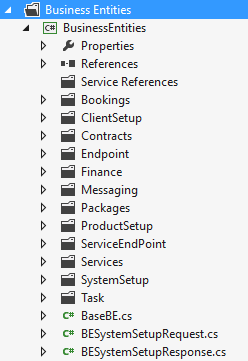 Business Entities
C# BusinessEntities
Properties
References
Service References
Bookings
ClientSetup
Contracts
Endpoint
Finance
Messaging
Packages
ProductSetup
ServiceEndPoint
Services
SystemSetup
Task
C# BaseBE.cs
C# BESystemSetupRequest.cs
C# BESystemSetupResponse.cs